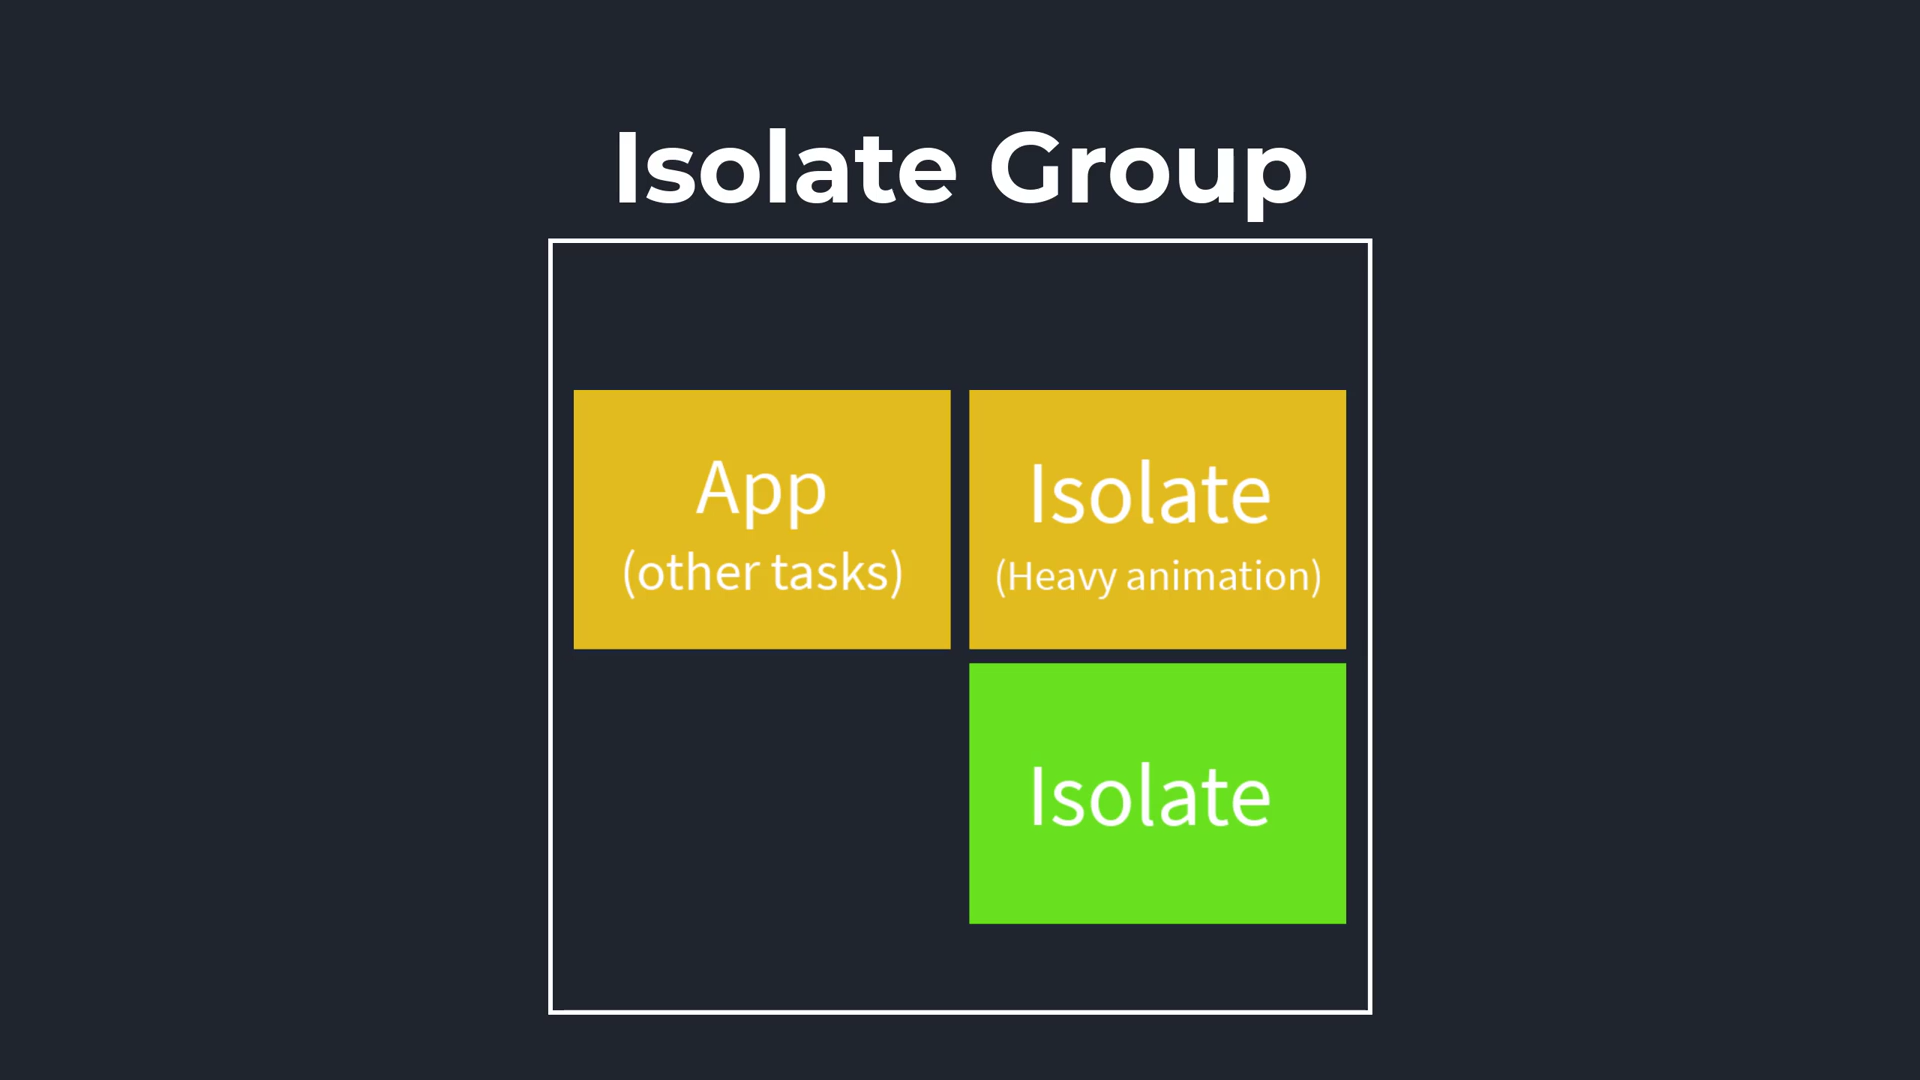 Isolate Group
App
(other tasks)
Isolate
(Heavy animation)
Isolate